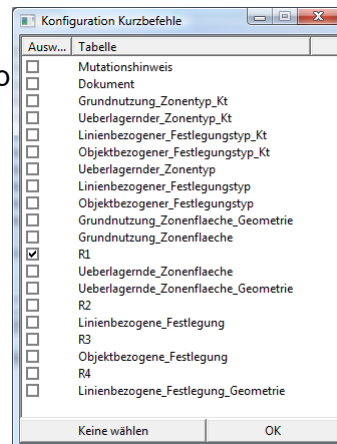 Konfiguration Kurzbefehle
Ausw... Tabelle
Mutationshinweis
Dokument
Grundnutzung_Zonentyp_Kt
Ueberlagernder_Zonentyp_Kt
Linienbezogener_Festlegungstyp_Kt
Objektbezogener_Festlegungstyp_Kt
Ueberlagernder_Zonentyp
Linienbezogener_Festlegungstyp
Objektbezogener_Festlegungstyp
Grundnutzung_Zonenflaeche_Geometrie
Grundnutzung_Zonenflaeche
R1
Ueberlagernde_Zonenflaeche
Ueberlagernde_Zonenflaeche_Geometrie
R2
Linienbezogene_Festlegung
R3
Objektbezogene_Festlegung
R4
Linienbezogene_Festlegung_Geometrie
Keine wählen OK